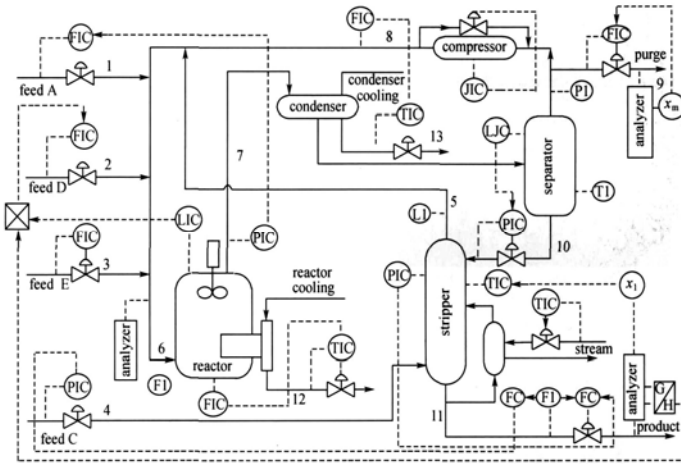 FIC
8
compressor
JIC
FIC
purge
9
PI
analyzer
xm
FIC
1
feed A
condenser
cooling
condenser
TIC
13
LJC
separator
TI
FIC
2
feed D
7
5
LI
PIC
10
LIC
PIC
FIC
3
feed E
reactor
cooling
PIC
stripper
TIC
x1
TIC
stream
analyzer
6
FI
reactor
FIC
TIC
12
PIC
4
feed C
11
FC
FI
FC
analyzer
G
H
product